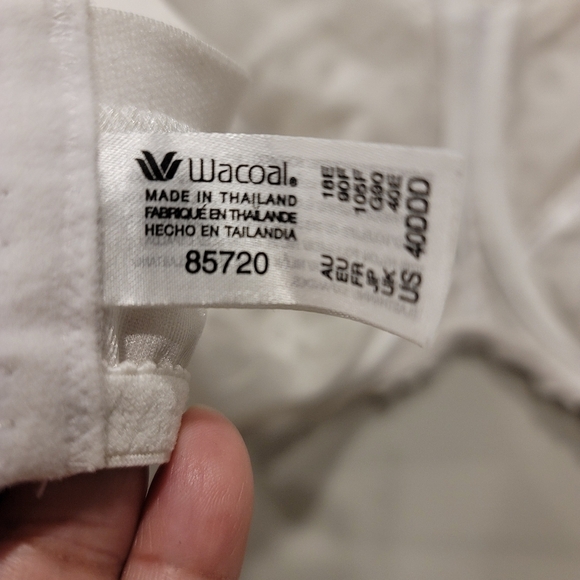 Wacoal®
MADE IN THAILAND
FABRIQUÉ EN THAÏLANDE
HECHO EN TAILANDIA
85720
AU 18E
EU 90F
FR 105F
JP G90
UK 40E
US 40DDD